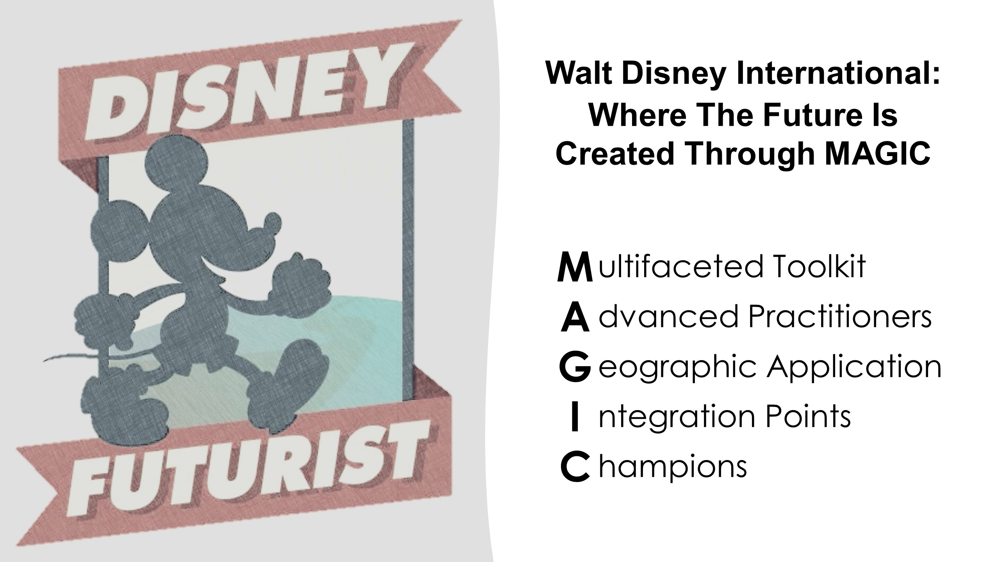 DISNEY
FUTURIST
Walt Disney International:
Where The Future Is
Created Through MAGIC
Multifaceted Toolkit
Advanced Practitioners
Geographic Application
Integration Points
Champions